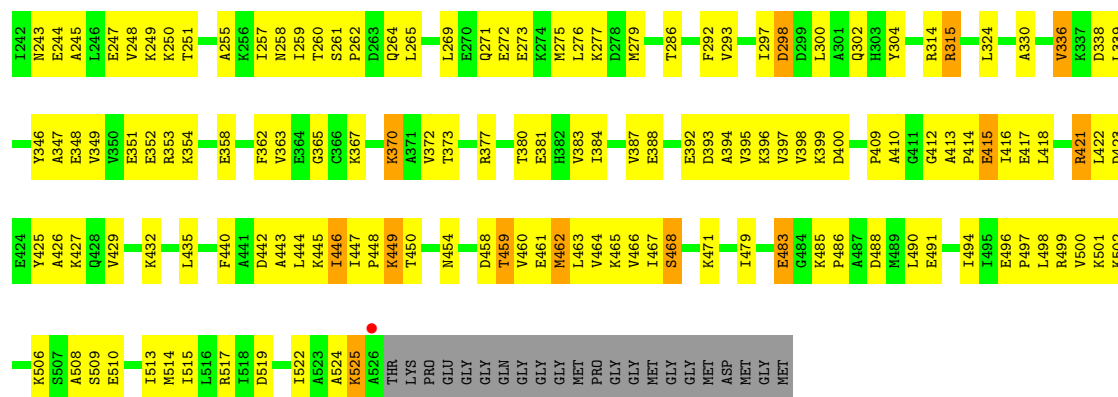 I242 N243 E244 A245 L246 E247 V248 K249 K250 T251 A255 K256 I257 N258 I259 T260 S261 P262 D263 Q264 L265 L269 E270 Q271 E272 E273 K274 M275 L276 K277 D278 M279 T286 F292 V293 I297 D298 D299 L300 A301 Q302 H303 Y304 R314 R315 L324 A330 V336 K337 D338
Y346 A347 E348 V349 V350 E351 E352 R353 K354 E358 F362 V363 E364 G365 C366 K367 K370 A371 V372 T373 R377 T380 E381 H382 V383 I384 V387 E388 E392 D393 A394 V395 K396 V397 V398 K399 D400 P409 A410 G411 G412 A413 P414 E415 I416 E417 L418 R421 L422
E424 Y425 A426 K427 Q428 V429 K432 L435 F440 A441 D442 A443 L444 K445 I446 I447 P448 K449 T450 N454 D458 T459 V460 E461 M462 L463 V464 K465 V466 I467 S468 K471 I479 E483 G484 K485 P486 A487 D488 M489 L490 E491 I494 I495 E496 P497 L498 R499 V500 K501
K506 S507 A508 S509 E510 I513 M514 I515 L516 R517 I518 D519 I522 A523 A524 K525 A526 THR LYS PRO GLU GLY GLY GLN GLY GLY GLY MET PRO GLY GLY MET GLY GLY MET ASP MET GLY MET